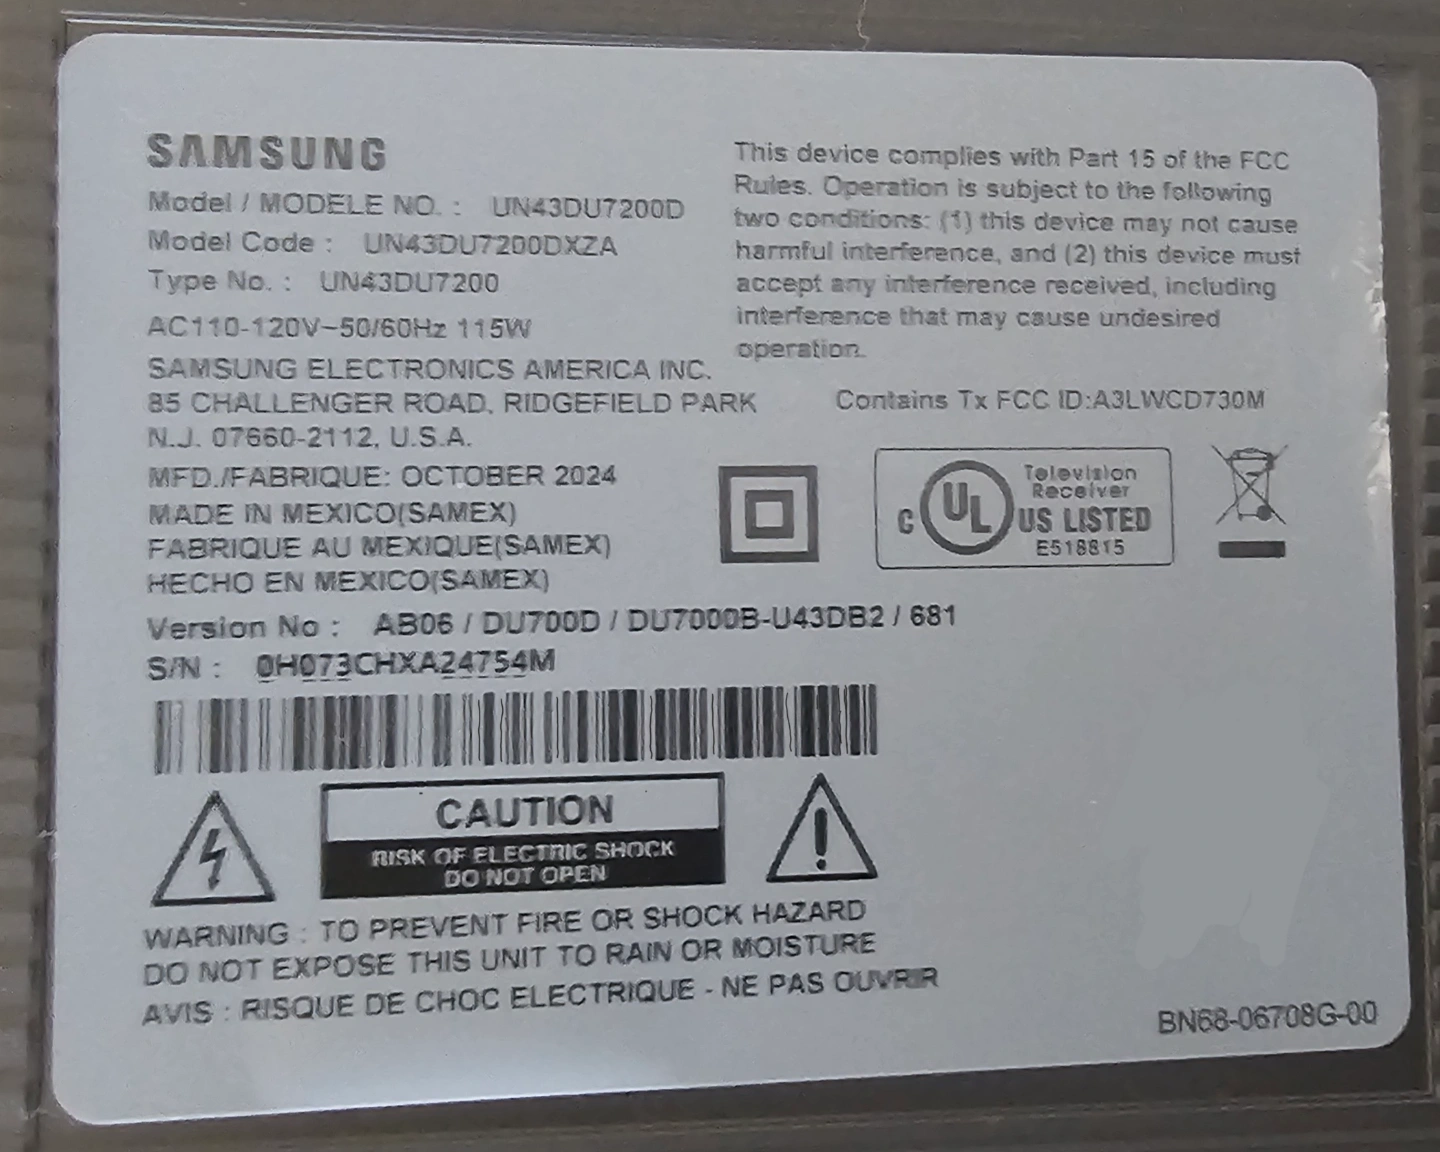 SAMSUNG
Model / MODELE NO. : UN43DU7200D
Model Code : UN43DU7200DXZA
Type No. : UN43DU7200
AC110-120V~50/60Hz 115W
SAMSUNG ELECTRONICS AMERICA INC.
85 CHALLENGER ROAD, RIDGEFIELD PARK
N.J. 07660-2112, U.S.A.
MFD./FABRIQUE: OCTOBER 2024
MADE IN MEXICO(SAMEX)
FABRIQUE AU MEXIQUE(SAMEX)
HECHO EN MEXICO(SAMEX)
This device complies with Part 15 of the FCC
Rules. Operation is subject to the following
two conditions: (1) this device may not cause
harmful interference, and (2) this device must
accept any interference received, including
interference that may cause undesired
operation.
Contains Tx FCC ID:A3LWCD730M
Television
Receiver
C UL US LISTED
E518815
Version No : AB06 / DU700D / DU7000B-U43DB2 / 681
S/N : 0H073CHXA24754M
CAUTION
RISK OF ELECTRIC SHOCK
DO NOT OPEN
WARNING : TO PREVENT FIRE OR SHOCK HAZARD
DO NOT EXPOSE THIS UNIT TO RAIN OR MOISTURE
AVIS : RISQUE DE CHOC ELECTRIQUE - NE PAS OUVRIR
BN68-06708G-00